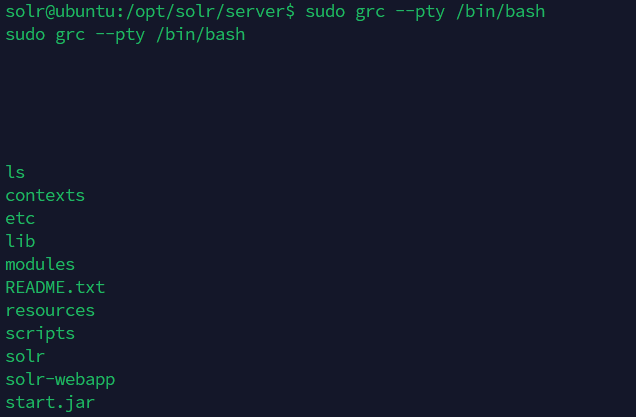 solr@ubuntu:/opt/solr/server$ sudo grc --pty /bin/bash
sudo grc --pty /bin/bash
ls
contexts
etc
lib
modules
README.txt
resources
scripts
solr
solr-webapp
start.jar